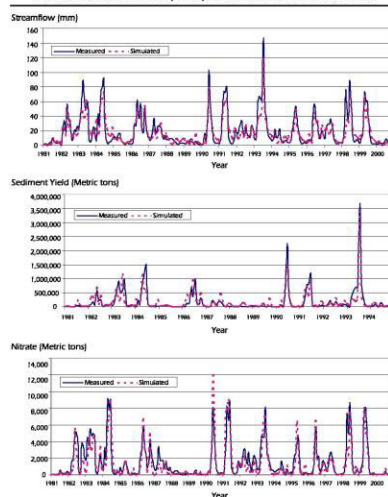 Streamflow (mm)
160
140
120
100
80
60
40
20
0
Measured Simulated
1981 1982 1983 1984 1985 1986 1987 1988 1989 1990 1991 1992 1993 1994 1995 1996 1997 1998 1999 2000
Year
Sediment Yield (Metric tons)
4,000,000
3,500,000
3,000,000
2,500,000
2,000,000
1,500,000
1,000,000
500,000
0
Measured Simulated
1981 1982 1983 1984 1985 1986 1987 1988 1989 1990 1991 1992 1993 1994
Year
Nitrate (Metric tons)
14,000
12,000
10,000
8,000
6,000
4,000
2,000
0
Measured Simulated
1981 1982 1983 1984 1985 1986 1987 1988 1989 1990 1991 1992 1993 1994 1995 1996 1997 1998 1999 2000
Year